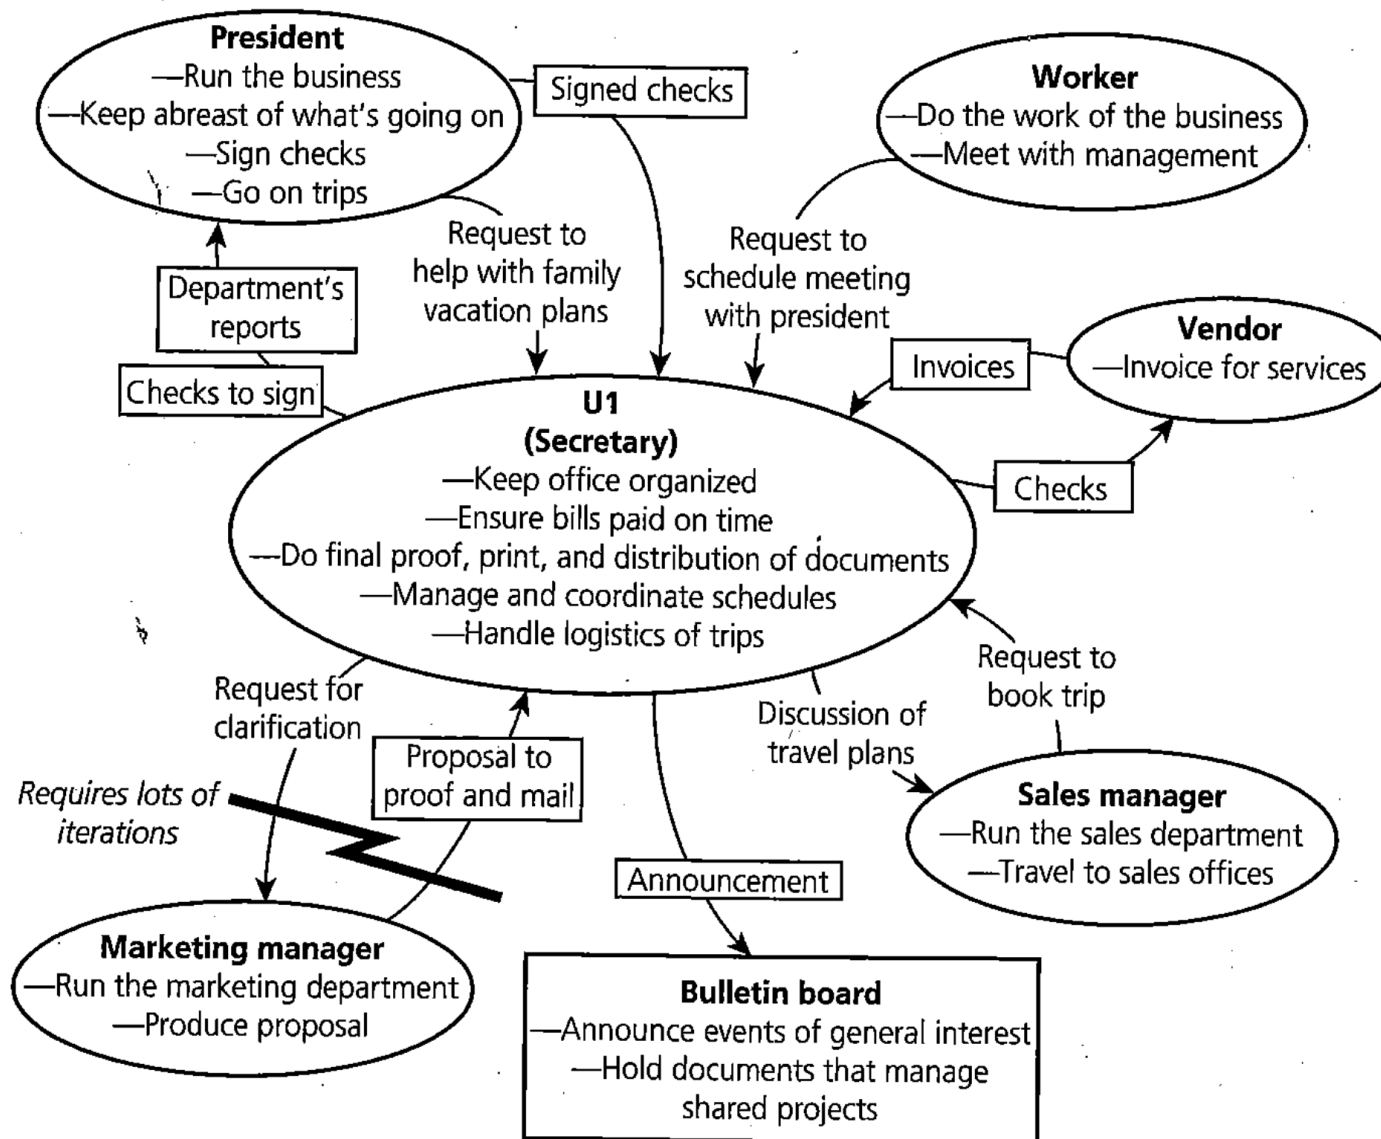 President
—Run the business
—Keep abreast of what's going on
—Sign checks
—Go on trips
Signed checks
Worker
—Do the work of the business
—Meet with management
Request to
help with family
vacation plans
Request to
schedule meeting
with president
Department's
reports
Checks to sign
Invoices
Vendor
—Invoice for services
Checks
U1
(Secretary)
—Keep office organized
—Ensure bills paid on time
—Do final proof, print, and distribution of documents
—Manage and coordinate schedules
—Handle logistics of trips
Request for
clarification
Proposal to
proof and mail
Requires lots of
iterations
Discussion of
travel plans
Request to
book trip
Sales manager
—Run the sales department
—Travel to sales offices
Announcement
Marketing manager
—Run the marketing department
—Produce proposal
Bulletin board
—Announce events of general interest
—Hold documents that manage
shared projects